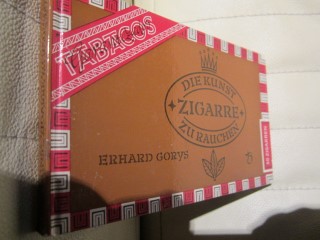 TABACOS
DIE KUNST
ZIGARRE
ZU RAUCHEN
ERHARD GORYS